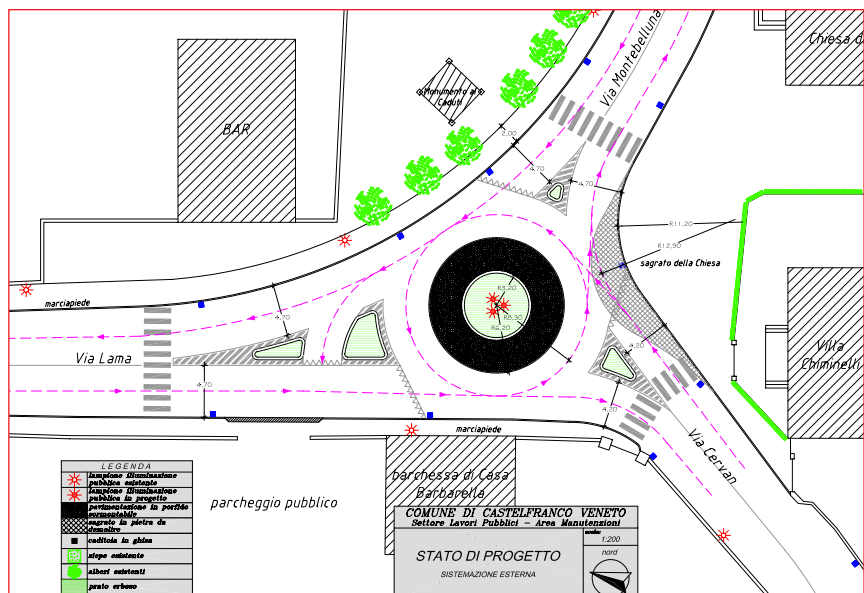 Via Montebelluna
Chiesa d
BAR
Monumento ai
Caduti
2,00
4,70
4,70
R11,20
R12,90
sagrato della Chiesa
marciapiede
4,70
R3,20
R8,30
R6,20
Via Lama
4,70
4,20
4,20
Villa
Chiminelli
marciapiede
Via Cervan
barchessa di Casa
Barbarella
parcheggio pubblico
LEGENDA
lampione illuminazione
pubblica esistente
lampione illuminazione
pubblica in progetto
pavimentazione in porfido
sormontabile
sagrato in pietra da
demolire
caditoia in ghisa
siepe esistente
alberi esistenti
prato erboso
COMUNE DI CASTELFRANCO VENETO
Settore Lavori Pubblici - Area Manutenzioni
STATO DI PROGETTO
SISTEMAZIONE ESTERNA
scala:
1:200
nord